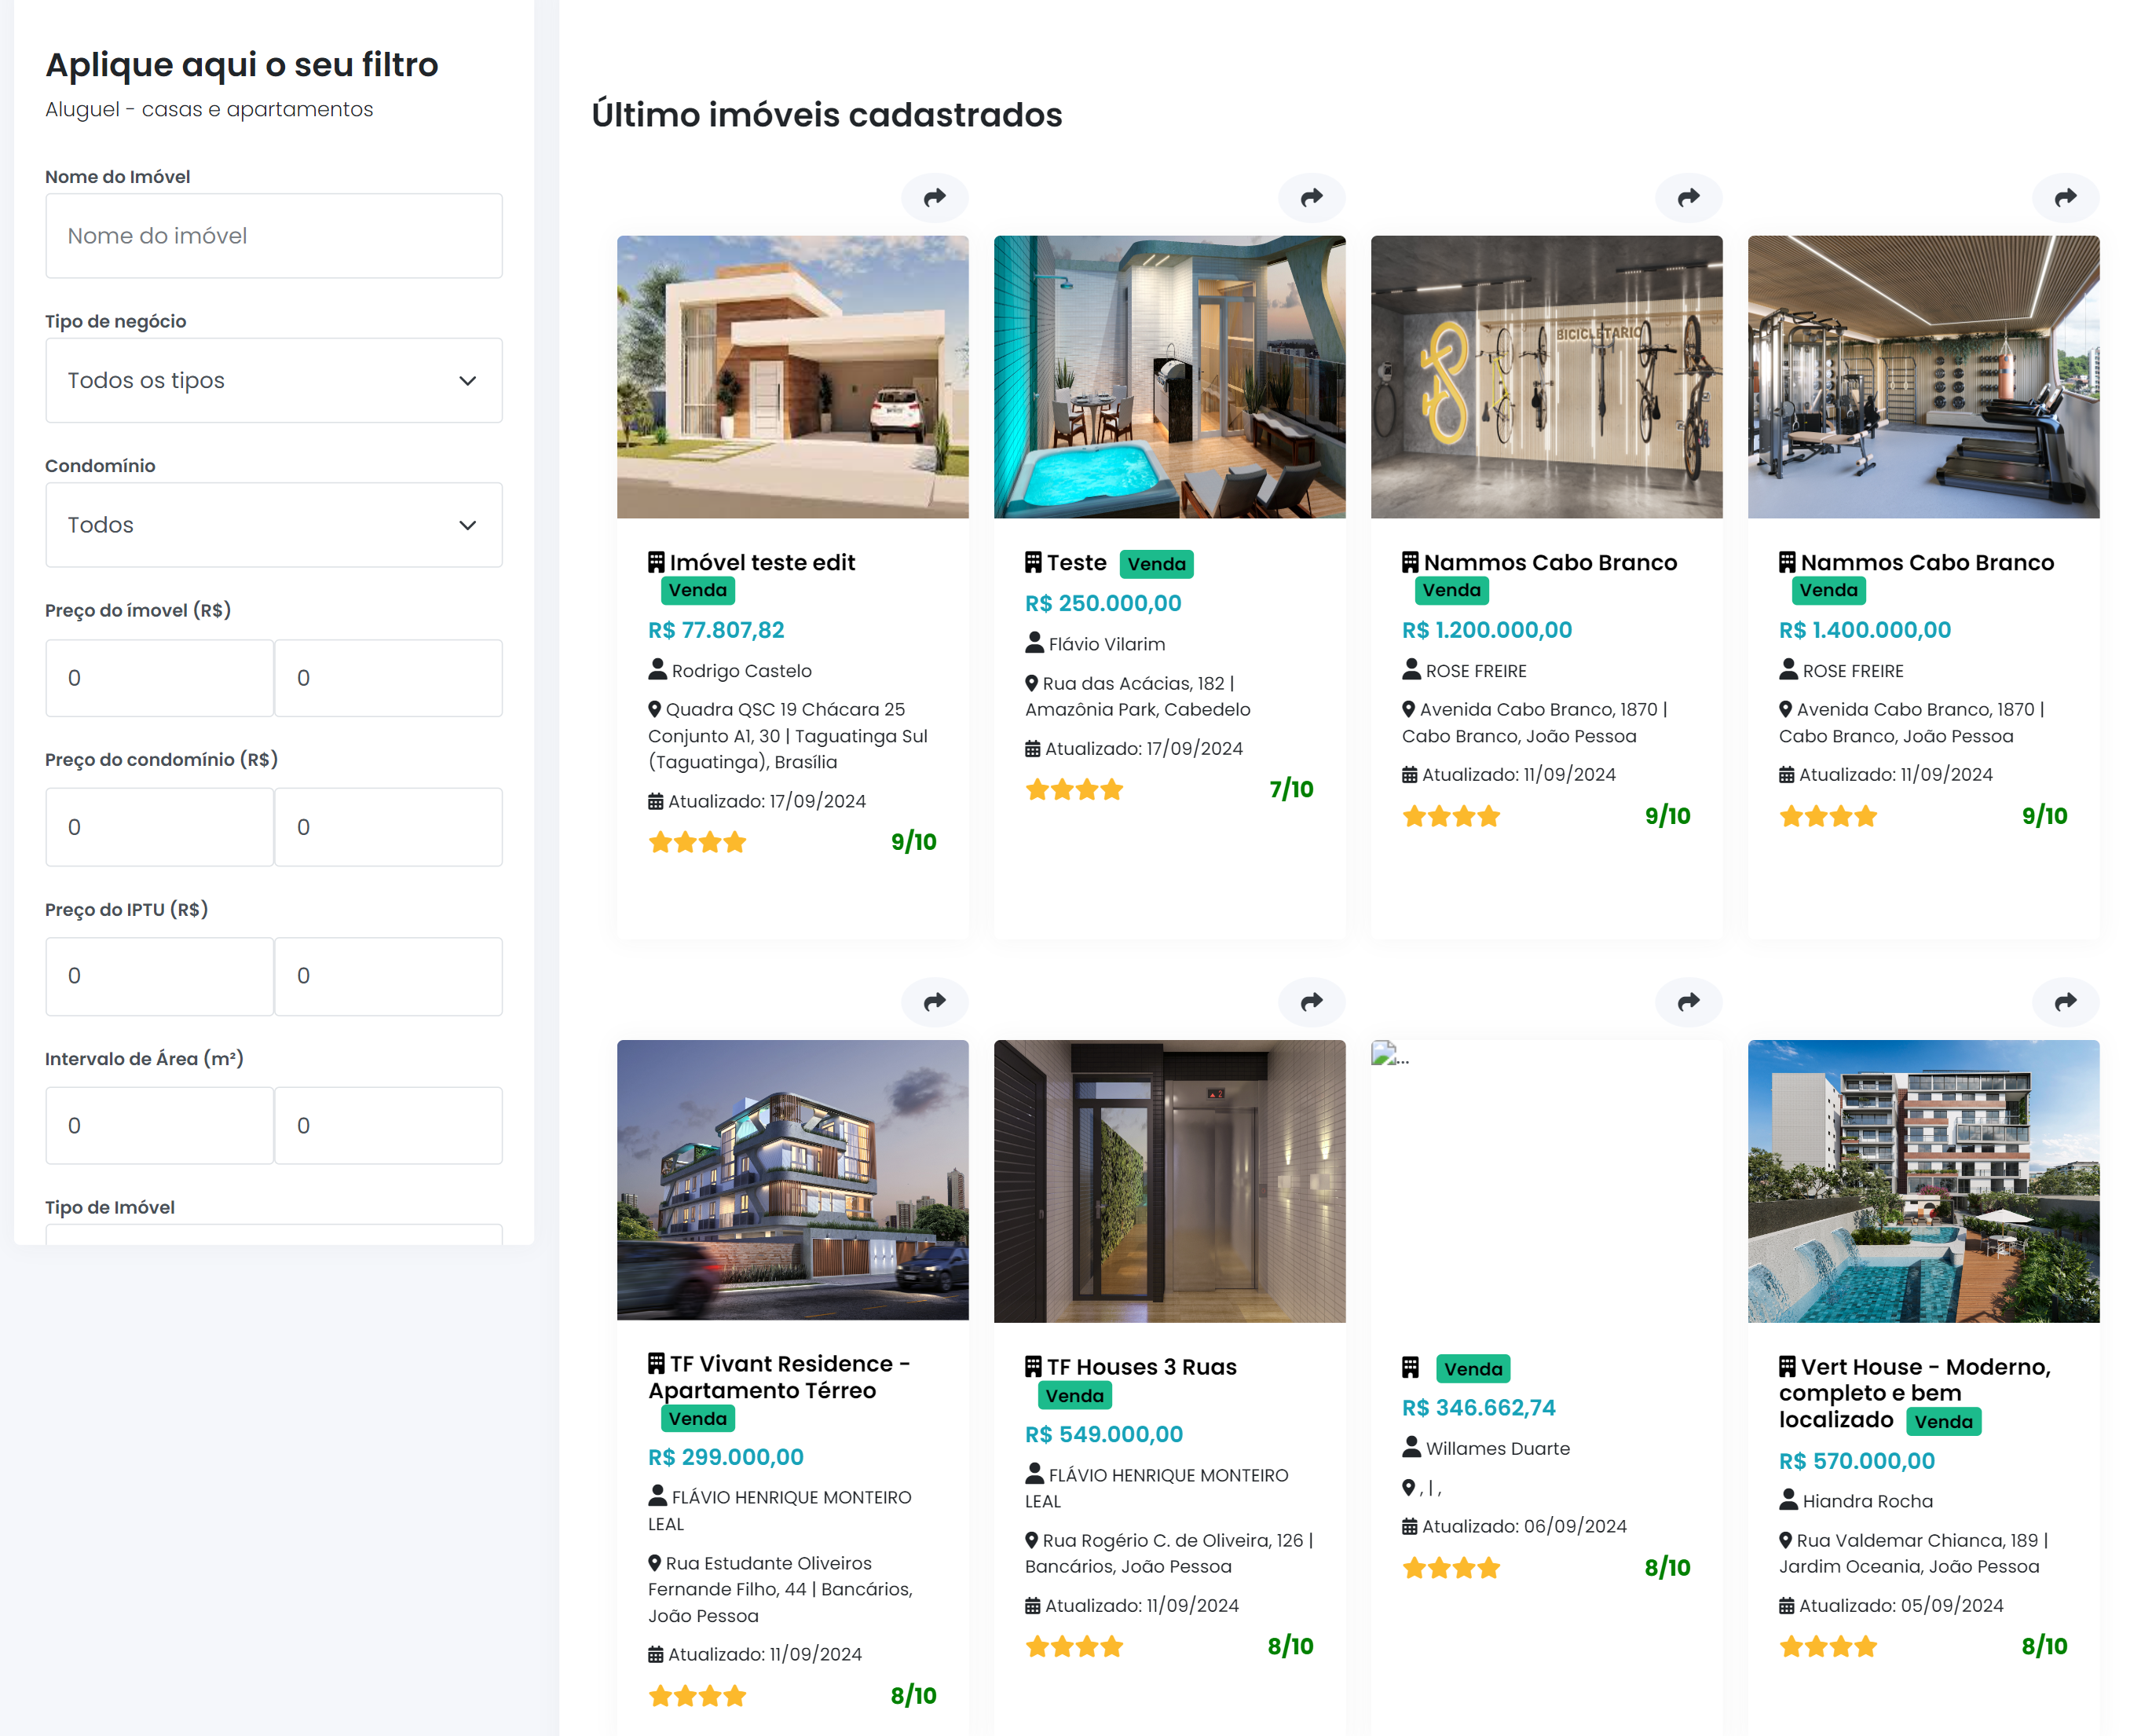 Aplique aqui o seu filtro
Aluguel - casas e apartamentos
Nome do Imóvel
Nome do imóvel
Tipo de negócio
Todos os tipos
Condomínio
Todos
Preço do ímovel (R$)
0
0
Preço do condomínio (R$)
0
0
Preço do IPTU (R$)
0
0
Intervalo de Área (m²)
0
0
Tipo de Imóvel
Último imóveis cadastrados
Imóvel teste edit
Venda
R$ 77.807,82
Rodrigo Castelo
Quadra QSC 19 Chácara 25
Conjunto A1, 30 | Taguatinga Sul
(Taguatinga), Brasília
Atualizado: 17/09/2024
9/10
Teste Venda
R$ 250.000,00
Flávio Vilarim
Rua das Acácias, 182 |
Amazônia Park, Cabedelo
Atualizado: 17/09/2024
7/10
BICICLETARIO
Nammos Cabo Branco
Venda
R$ 1.200.000,00
ROSE FREIRE
Avenida Cabo Branco, 1870 |
Cabo Branco, João Pessoa
Atualizado: 11/09/2024
9/10
Nammos Cabo Branco
Venda
R$ 1.400.000,00
ROSE FREIRE
Avenida Cabo Branco, 1870 |
Cabo Branco, João Pessoa
Atualizado: 11/09/2024
9/10
TF Vivant Residence -
Apartamento Térreo
Venda
R$ 299.000,00
FLÁVIO HENRIQUE MONTEIRO
LEAL
Rua Estudante Oliveiros
Fernande Filho, 44 | Bancários,
João Pessoa
Atualizado: 11/09/2024
8/10
TF Houses 3 Ruas
Venda
R$ 549.000,00
FLÁVIO HENRIQUE MONTEIRO
LEAL
Rua Rogério C. de Oliveira, 126 |
Bancários, João Pessoa
Atualizado: 11/09/2024
8/10
...
Venda
R$ 346.662,74
Willames Duarte
, | ,
Atualizado: 06/09/2024
8/10
Vert House - Moderno,
completo e bem
localizado Venda
R$ 570.000,00
Hiandra Rocha
Rua Valdemar Chianca, 189 |
Jardim Oceania, João Pessoa
Atualizado: 05/09/2024
8/10